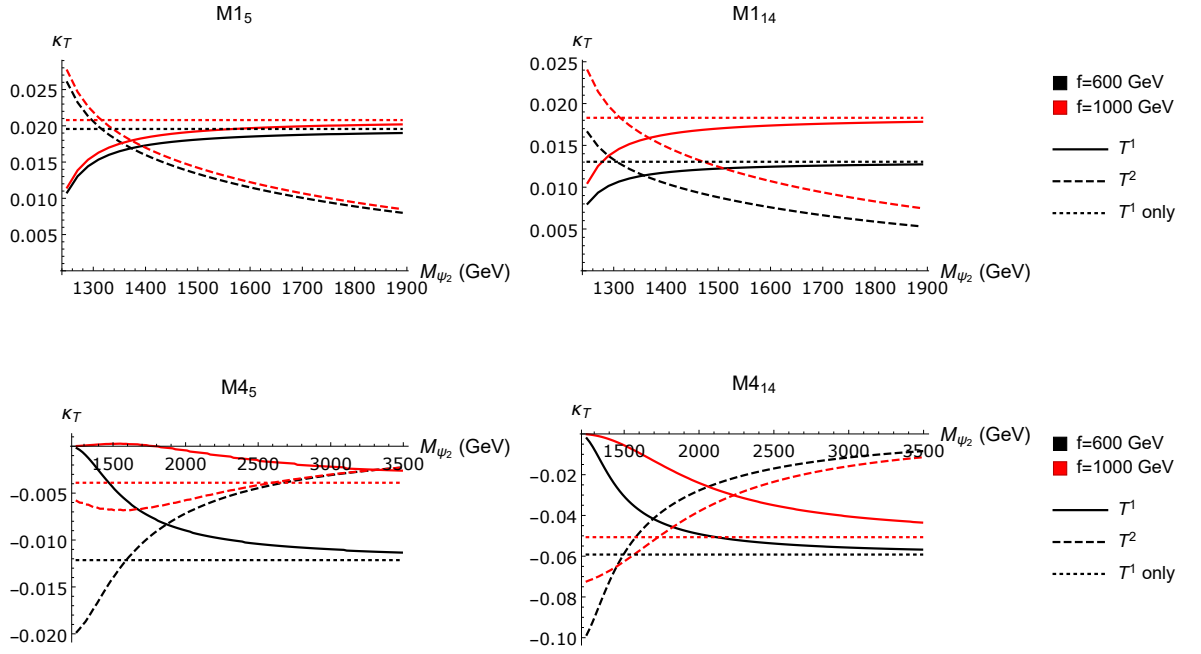 M1₅
κ_T
0.025
0.020
0.015
0.010
0.005
1300 1400 1500 1600 1700 1800 1900
M_ψ₂ (GeV)
M1₁₄
κ_T
0.025
0.020
0.015
0.010
0.005
1300 1400 1500 1600 1700 1800 1900
M_ψ₂ (GeV)
f=600 GeV
f=1000 GeV
T¹
T²
T¹ only
M4₅
κ_T
1500 2000 2500 3000 3500
M_ψ₂ (GeV)
−0.005
−0.010
−0.015
−0.020
M4₁₄
κ_T
1500 2000 2500 3000 3500
M_ψ₂ (GeV)
−0.02
−0.04
−0.06
−0.08
−0.10
f=600 GeV
f=1000 GeV
T¹
T²
T¹ only